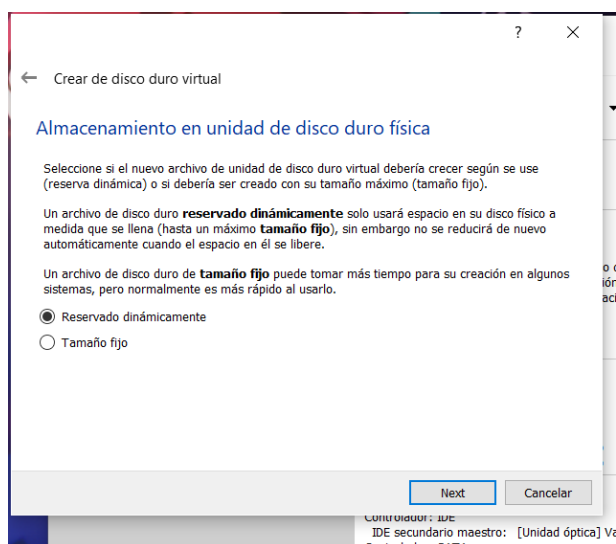 ?
Crear de disco duro virtual
Almacenamiento en unidad de disco duro física
Seleccione si el nuevo archivo de unidad de disco duro virtual debería crecer según se use
(reserva dinámica) o si debería ser creado con su tamaño máximo (tamaño fijo).
Un archivo de disco duro reservado dinámicamente solo usará espacio en su disco físico a
medida que se llena (hasta un máximo tamaño fijo), sin embargo no se reducirá de nuevo
automáticamente cuando el espacio en él se libere.
Un archivo de disco duro de tamaño fijo puede tomar más tiempo para su creación en algunos
sistemas, pero normalmente es más rápido al usarlo.
Reservado dinámicamente
Tamaño fijo
Next Cancelar
Controlador: IDE
IDE secundario maestro: [Unidad óptica]